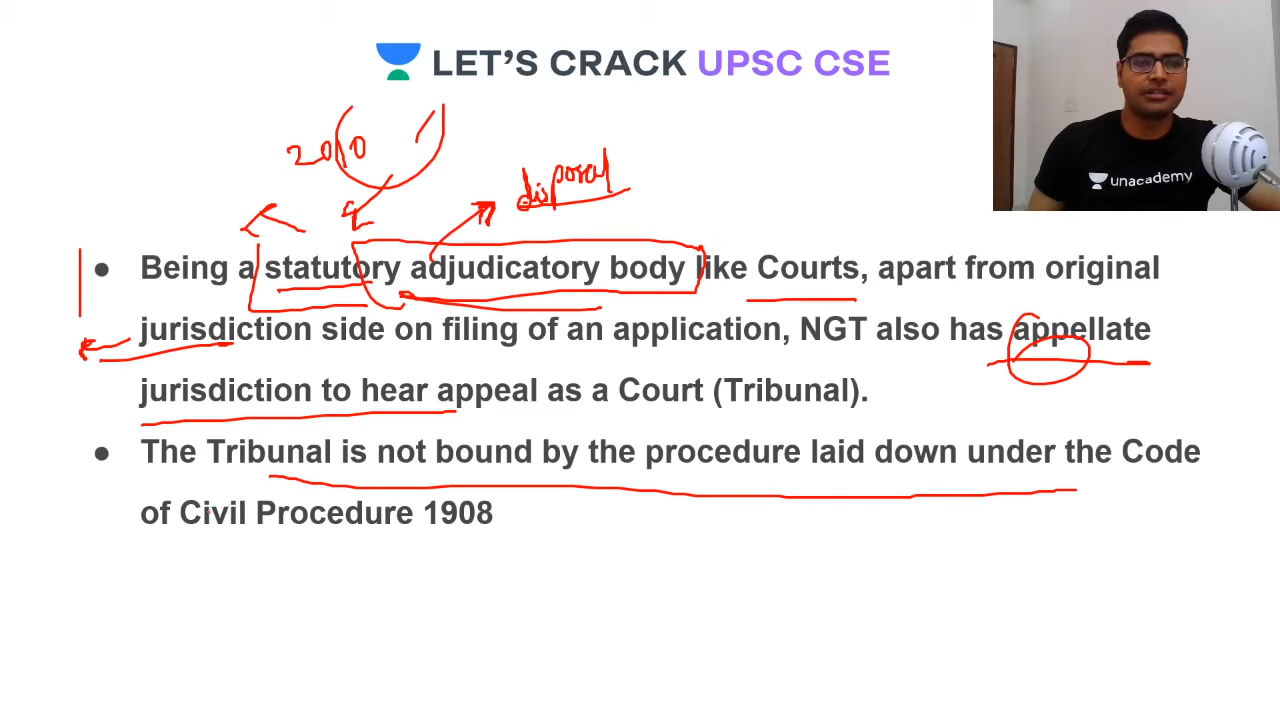 LET'S CRACK UPSC CSE
unacademy
2010
disposal
● Being a statutory adjudicatory body like Courts, apart from original
jurisdiction side on filing of an application, NGT also has appellate
jurisdiction to hear appeal as a Court (Tribunal).
● The Tribunal is not bound by the procedure laid down under the Code
of Civil Procedure 1908